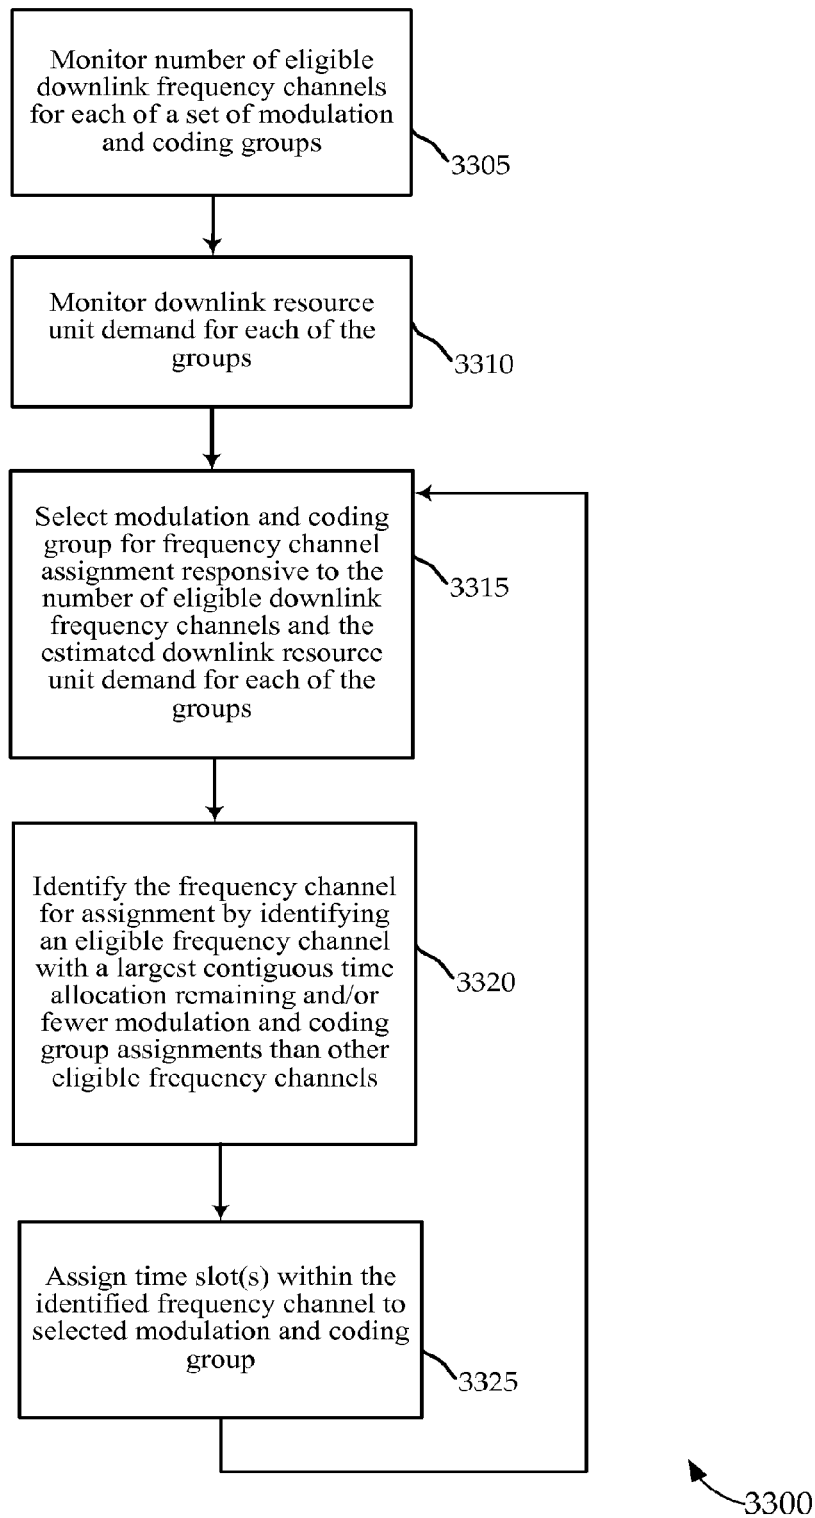 Monitor number of eligible
downlink frequency channels
for each of a set of modulation
and coding groups
3305
Monitor downlink resource
unit demand for each of the
groups
3310
Select modulation and coding
group for frequency channel
assignment responsive to the
number of eligible downlink
frequency channels and the
estimated downlink resource
unit demand for each of the
groups
3315
Identify the frequency channel
for assignment by identifying
an eligible frequency channel
with a largest contiguous time
allocation remaining and/or
fewer modulation and coding
group assignments than other
eligible frequency channels
3320
Assign time slot(s) within the
identified frequency channel to
selected modulation and coding
group
3325
3300